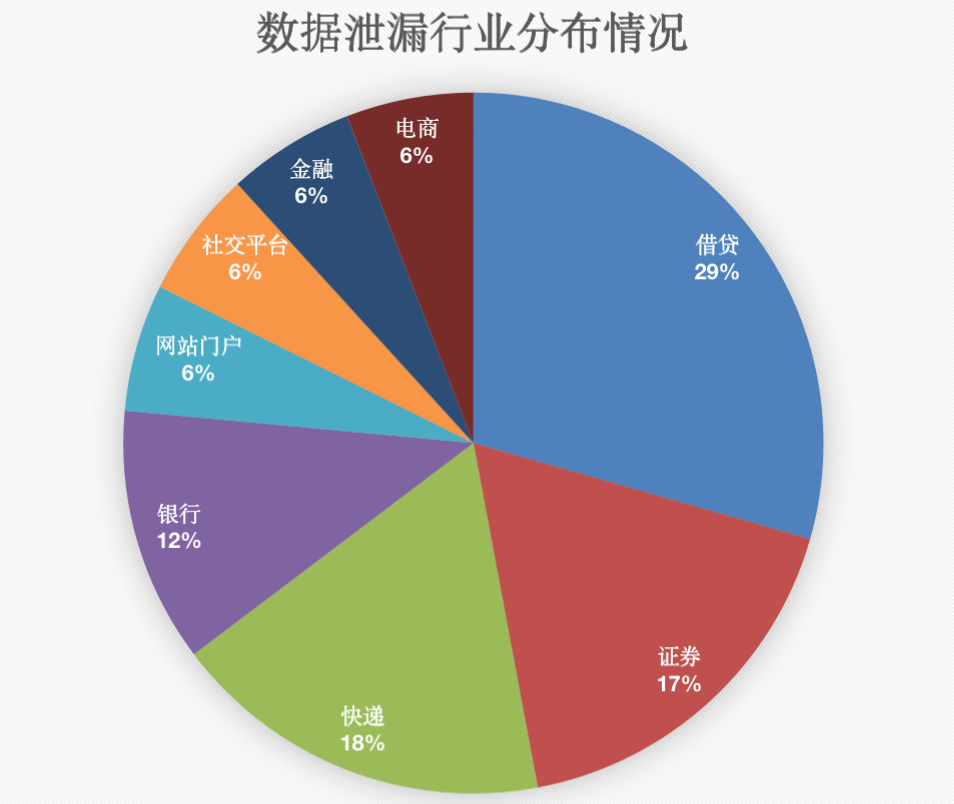 数据泄漏行业分布情况
电商
6%
金融
6%
借贷
29%
社交平台
6%
网站门户
6%
银行
12%
证券
17%
快递
18%